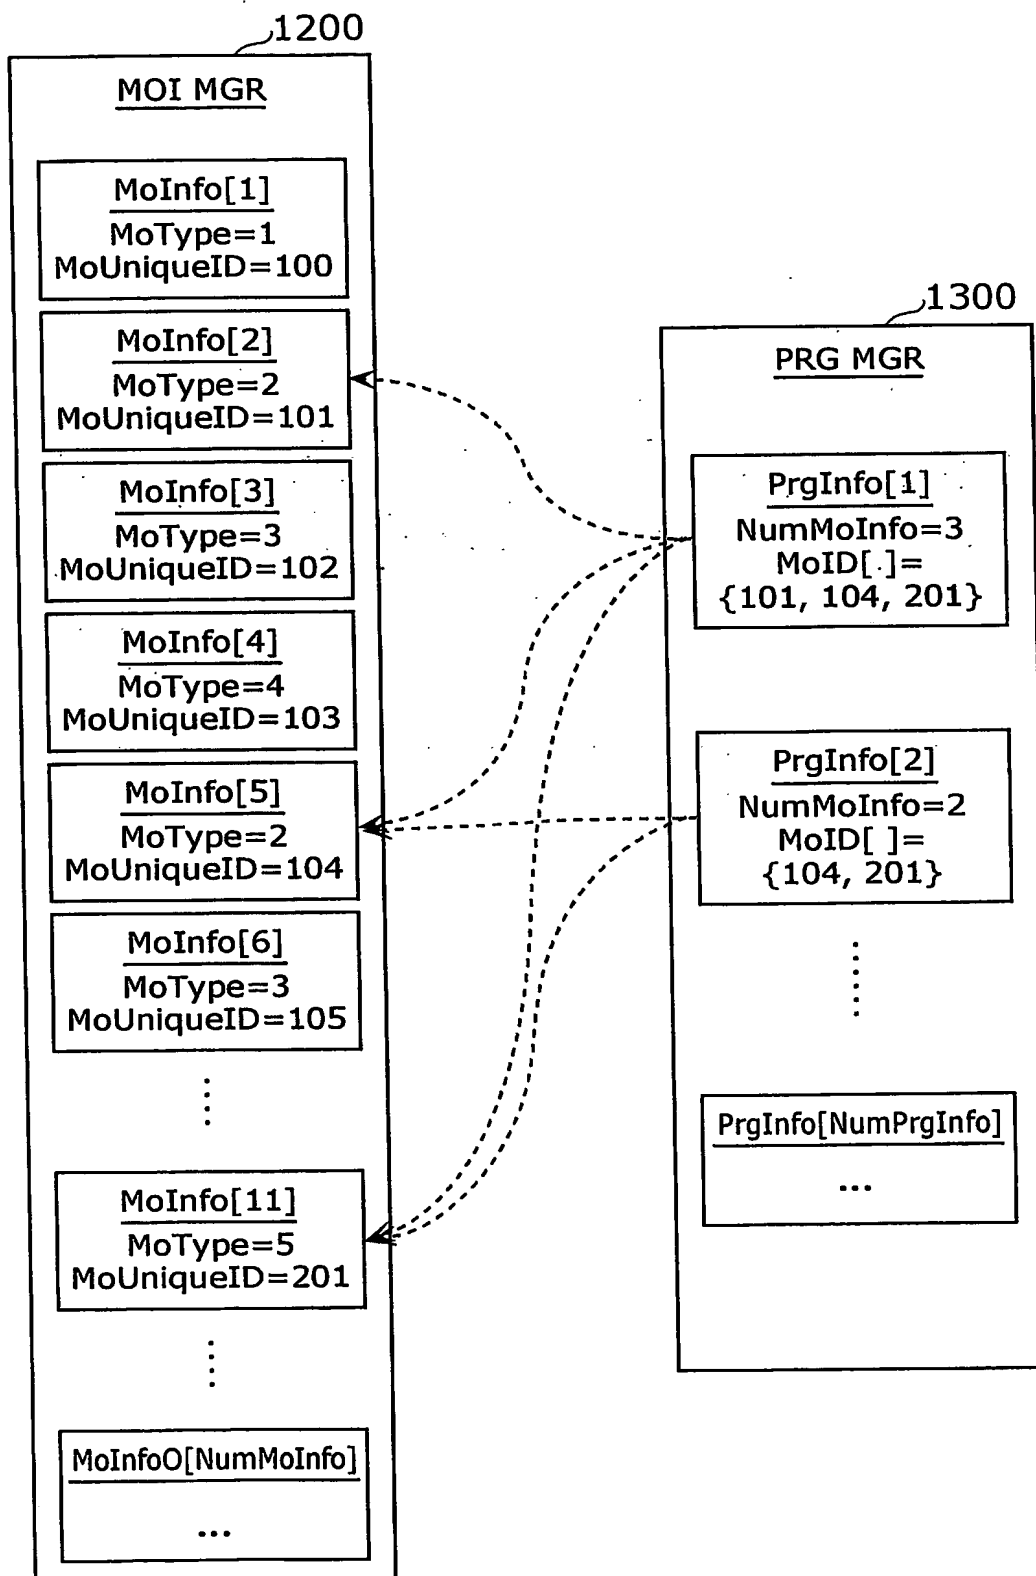 1200
MOI MGR
MoInfo[1]
MoType=1
MoUniqueID=100
MoInfo[2]
MoType=2
MoUniqueID=101
MoInfo[3]
MoType=3
MoUniqueID=102
MoInfo[4]
MoType=4
MoUniqueID=103
MoInfo[5]
MoType=2
MoUniqueID=104
MoInfo[6]
MoType=3
MoUniqueID=105
MoInfo[11]
MoType=5
MoUniqueID=201
MoInfoO[NumMoInfo]
...
1300
PRG MGR
PrgInfo[1]
NumMoInfo=3
MoID[ ]=
{101, 104, 201}
PrgInfo[2]
NumMoInfo=2
MoID[ ]=
{104, 201}
PrgInfo[NumPrgInfo]
...